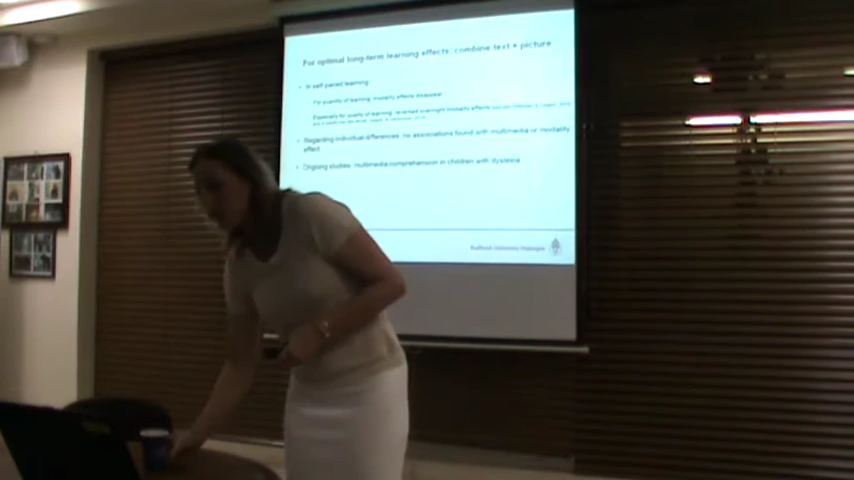 For optimal long-term learning effects: combine text + picture
In self-paced learning:
For quantity of learning: modality effects disappear
Especially for quality of learning: reversed overnight modality effects
Regarding individual differences: no associations found with multimedia or modality
effect
Ongoing studies: multimedia comprehension in children with dyslexia
Radboud University Nijmegen